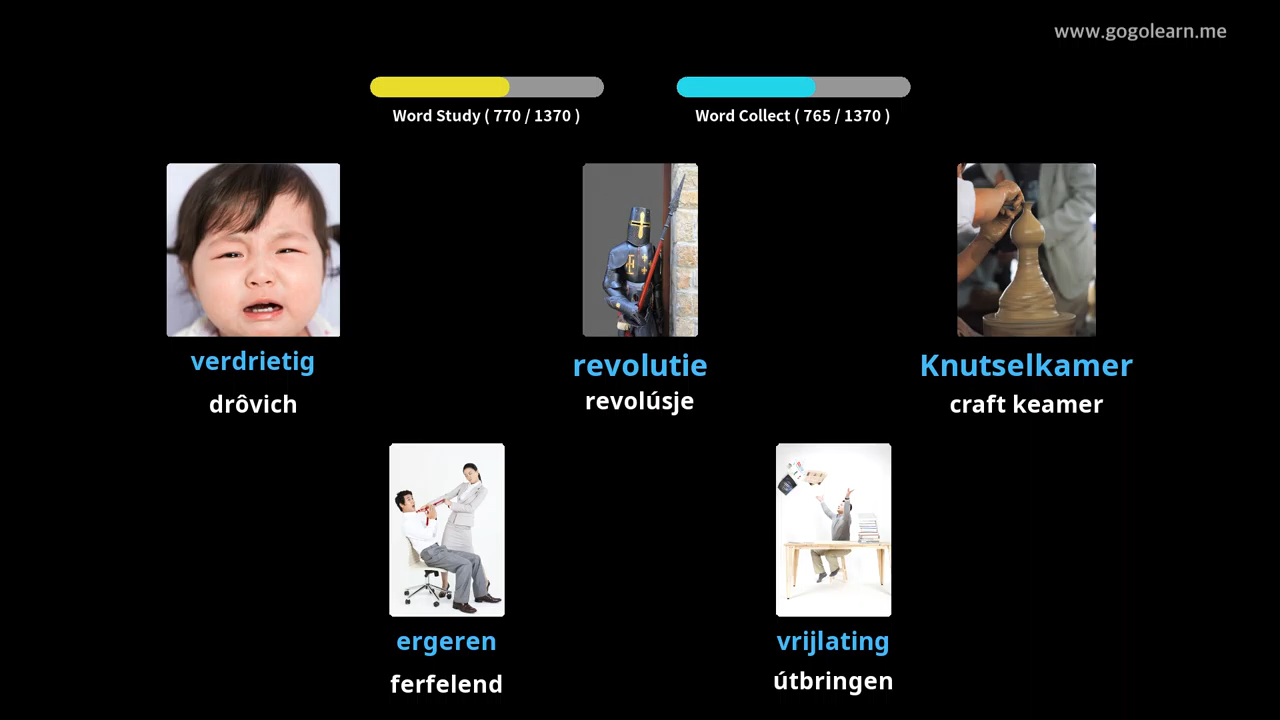 www.gogolearn.me
Word Study ( 770 / 1370 )
Word Collect ( 765 / 1370 )
verdrietig
drôvich
revolutie
revolúsje
Knutselkamer
craft keamer
ergeren
ferfelend
vrijlating
útbringen